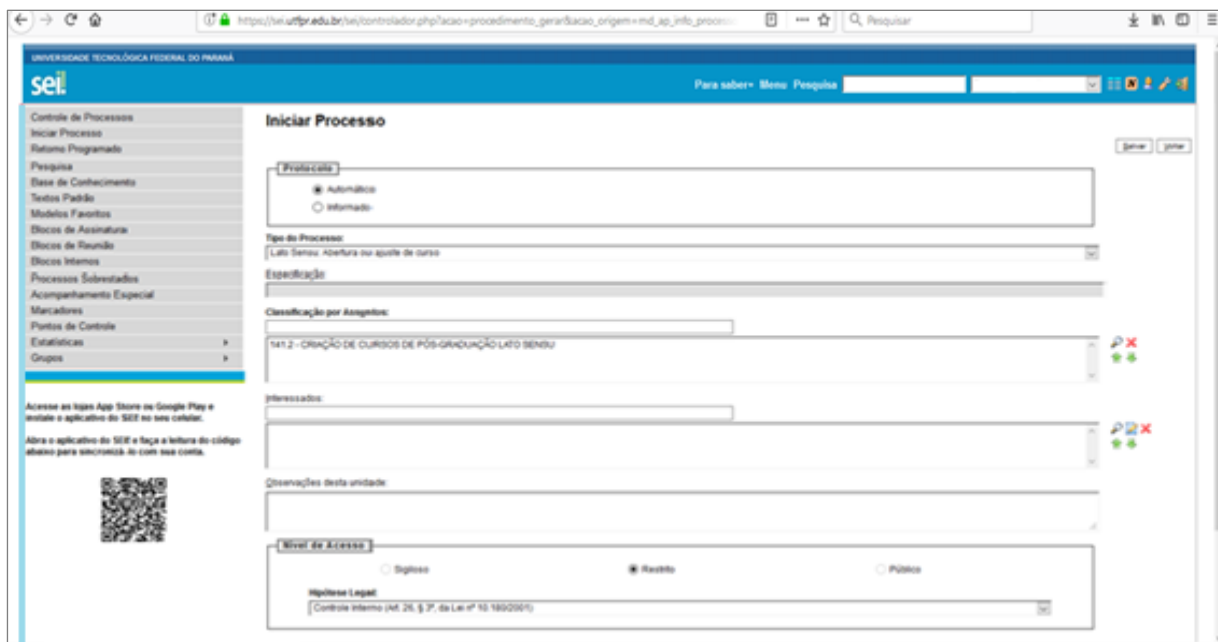 https://sei.utfpr.edu.br/sei/controlador.php?acao=procedimento_gerar&acao_origem=md_ap_info_proces
Pesquisar
UNIVERSIDADE TECNOLÓGICA FEDERAL DO PARANÁ
sei!
Para saber+ Menu Pesquisa
Controle de Processos
Iniciar Processo
Retorno Programado
Pesquisa
Base de Conhecimento
Textos Padrão
Modelos Favoritos
Blocos de Assinatura
Blocos de Reunião
Blocos Internos
Processos Sobrestados
Acompanhamento Especial
Marcadores
Pontos de Controle
Estatísticas
Grupos
Acesse as lojas App Store ou Google Play e
instale o aplicativo do SEI! no seu celular.
Abra o aplicativo do SEI! e faça a leitura do código
abaixo para sincronizá-lo com sua conta.
Iniciar Processo
Salvar Voltar
Protocolo
Automático
Informado
Tipo do Processo:
Lato Sensu: Abertura ou ajuste de curso
Especificação:
Classificação por Assuntos:
141.2 - CRIAÇÃO DE CURSOS DE PÓS-GRADUAÇÃO LATO SENSU
Interessados:
Observações desta unidade:
Nível de Acesso
Sigiloso Restrito Público
Hipótese Legal:
Controle Interno (Art. 26, § 3º, da Lei nº 10.180/2001)